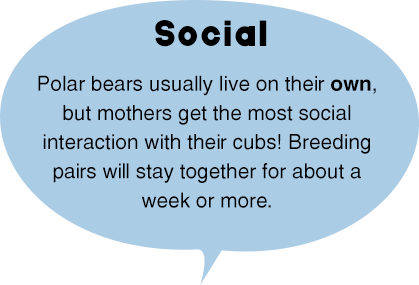 Social
Polar bears usually live on their own,
but mothers get the most social
interaction with their cubs! Breeding
pairs will stay together for about a
week or more.